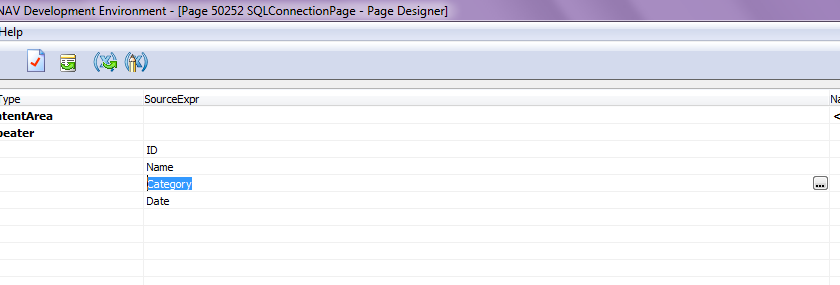 NAV Development Environment - [Page 50252 SQLConnectionPage - Page Designer]
Help
Type SourceExpr Na
ntentArea <
peater
ID
Name
Category ...
Date